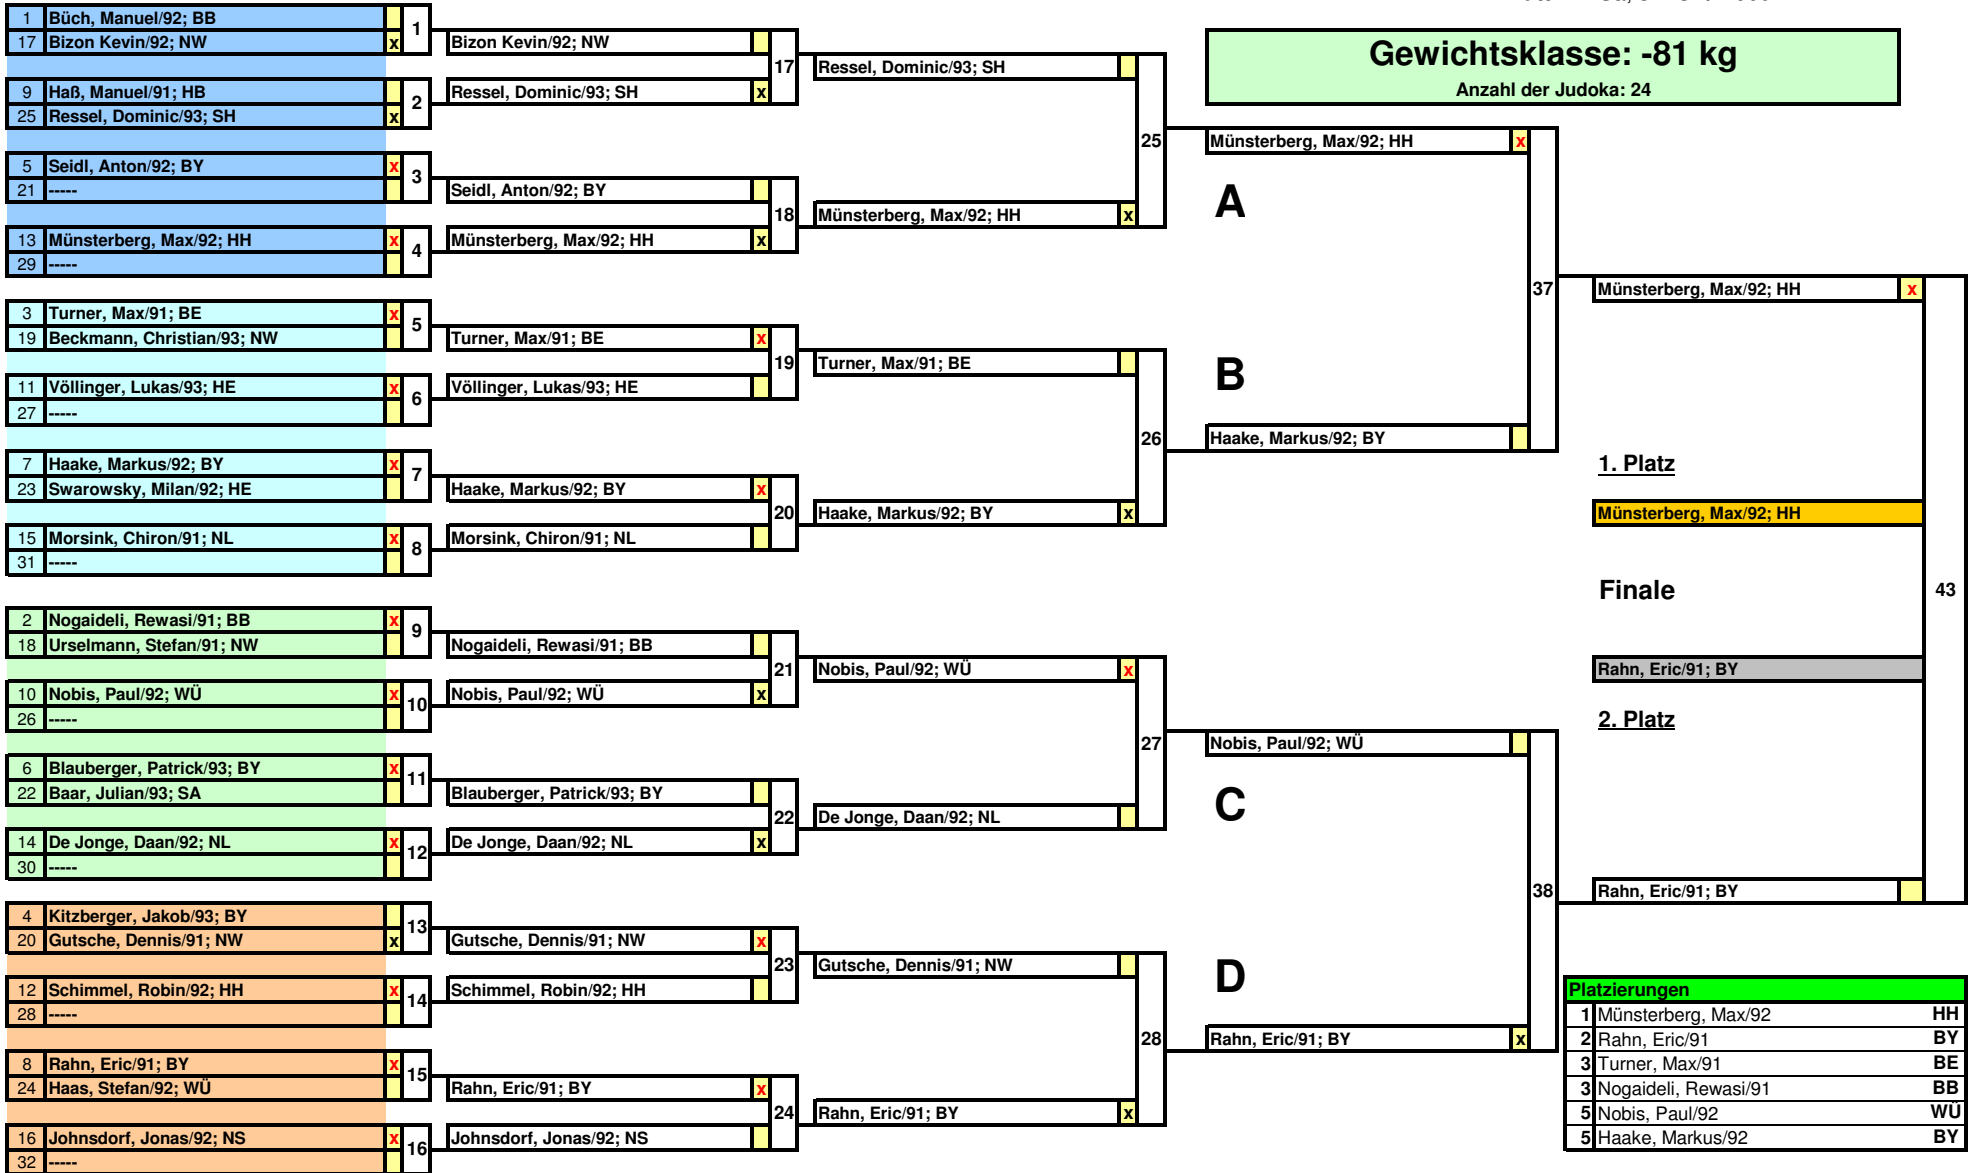 Gewichtsklasse: -81 kg
Anzahl der Judoka: 24
1 Büch, Manuel/92; BB
17 Bizon Kevin/92; NW x
1
9 Haß, Manuel/91; HB
25 Ressel, Dominic/93; SH x
2
5 Seidl, Anton/92; BY x
21 -----
3
13 Münsterberg, Max/92; HH x
29 -----
4
3 Turner, Max/91; BE x
19 Beckmann, Christian/93; NW
5
11 Völlinger, Lukas/93; HE x
27 -----
6
7 Haake, Markus/92; BY x
23 Swarowsky, Milan/92; HE
7
15 Morsink, Chiron/91; NL x
31 -----
8
2 Nogaideli, Rewasi/91; BB x
18 Urselmann, Stefan/91; NW
9
10 Nobis, Paul/92; WÜ x
26 -----
10
6 Blauberger, Patrick/93; BY x
22 Baar, Julian/93; SA
11
14 De Jonge, Daan/92; NL x
30 -----
12
4 Kitzberger, Jakob/93; BY
20 Gutsche, Dennis/91; NW x
13
12 Schimmel, Robin/92; HH x
28 -----
14
8 Rahn, Eric/91; BY x
24 Haas, Stefan/92; WÜ
15
16 Johnsdorf, Jonas/92; NS x
32 -----
16
Bizon Kevin/92; NW
17
Ressel, Dominic/93; SH x
Seidl, Anton/92; BY
18
Münsterberg, Max/92; HH x
Turner, Max/91; BE x
19
Völlinger, Lukas/93; HE
Haake, Markus/92; BY x
20
Morsink, Chiron/91; NL
Nogaideli, Rewasi/91; BB
21
Nobis, Paul/92; WÜ x
Blauberger, Patrick/93; BY
22
De Jonge, Daan/92; NL x
Gutsche, Dennis/91; NW x
23
Schimmel, Robin/92; HH
Rahn, Eric/91; BY x
24
Johnsdorf, Jonas/92; NS
Ressel, Dominic/93; SH
25
Münsterberg, Max/92; HH x
Turner, Max/91; BE
26
Haake, Markus/92; BY x
Nobis, Paul/92; WÜ x
27
De Jonge, Daan/92; NL
Gutsche, Dennis/91; NW
28
Rahn, Eric/91; BY x
Münsterberg, Max/92; HH x
A
37
B
Haake, Markus/92; BY
Nobis, Paul/92; WÜ
C
38
D
Rahn, Eric/91; BY x
Münsterberg, Max/92; HH x
1. Platz
Münsterberg, Max/92; HH
Finale
43
Rahn, Eric/91; BY
2. Platz
Rahn, Eric/91; BY
Platzierungen
1 Münsterberg, Max/92 HH
2 Rahn, Eric/91 BY
3 Turner, Max/91 BE
3 Nogaideli, Rewasi/91 BB
5 Nobis, Paul/92 WÜ
5 Haake, Markus/92 BY